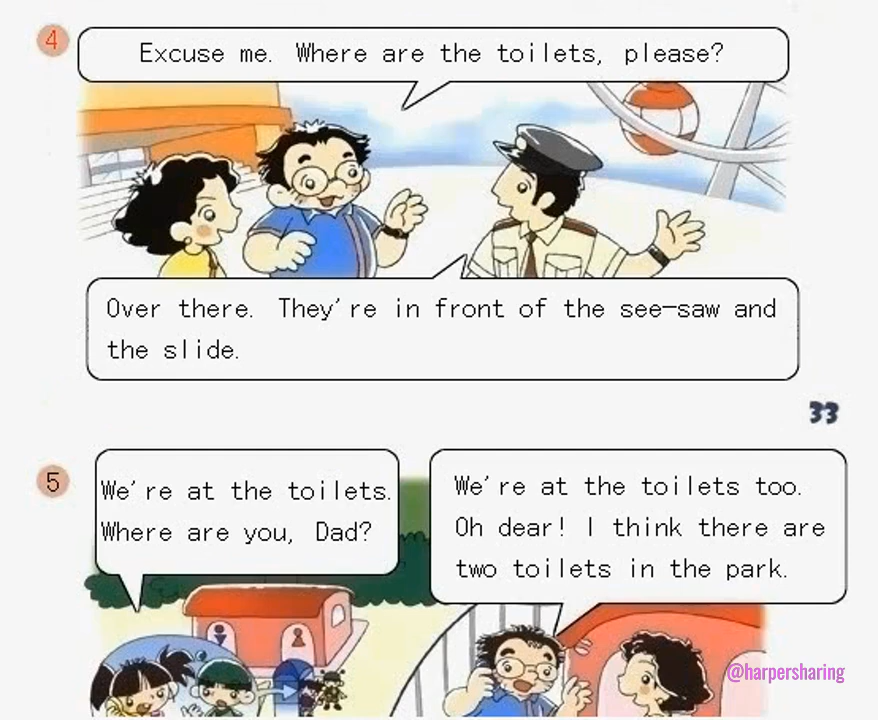 4
Excuse me. Where are the toilets, please?
Over there. They're in front of the see-saw and
the slide.
33
5
We're at the toilets.
Where are you, Dad?
We're at the toilets too.
Oh dear! I think there are
two toilets in the park.
@harpersharing